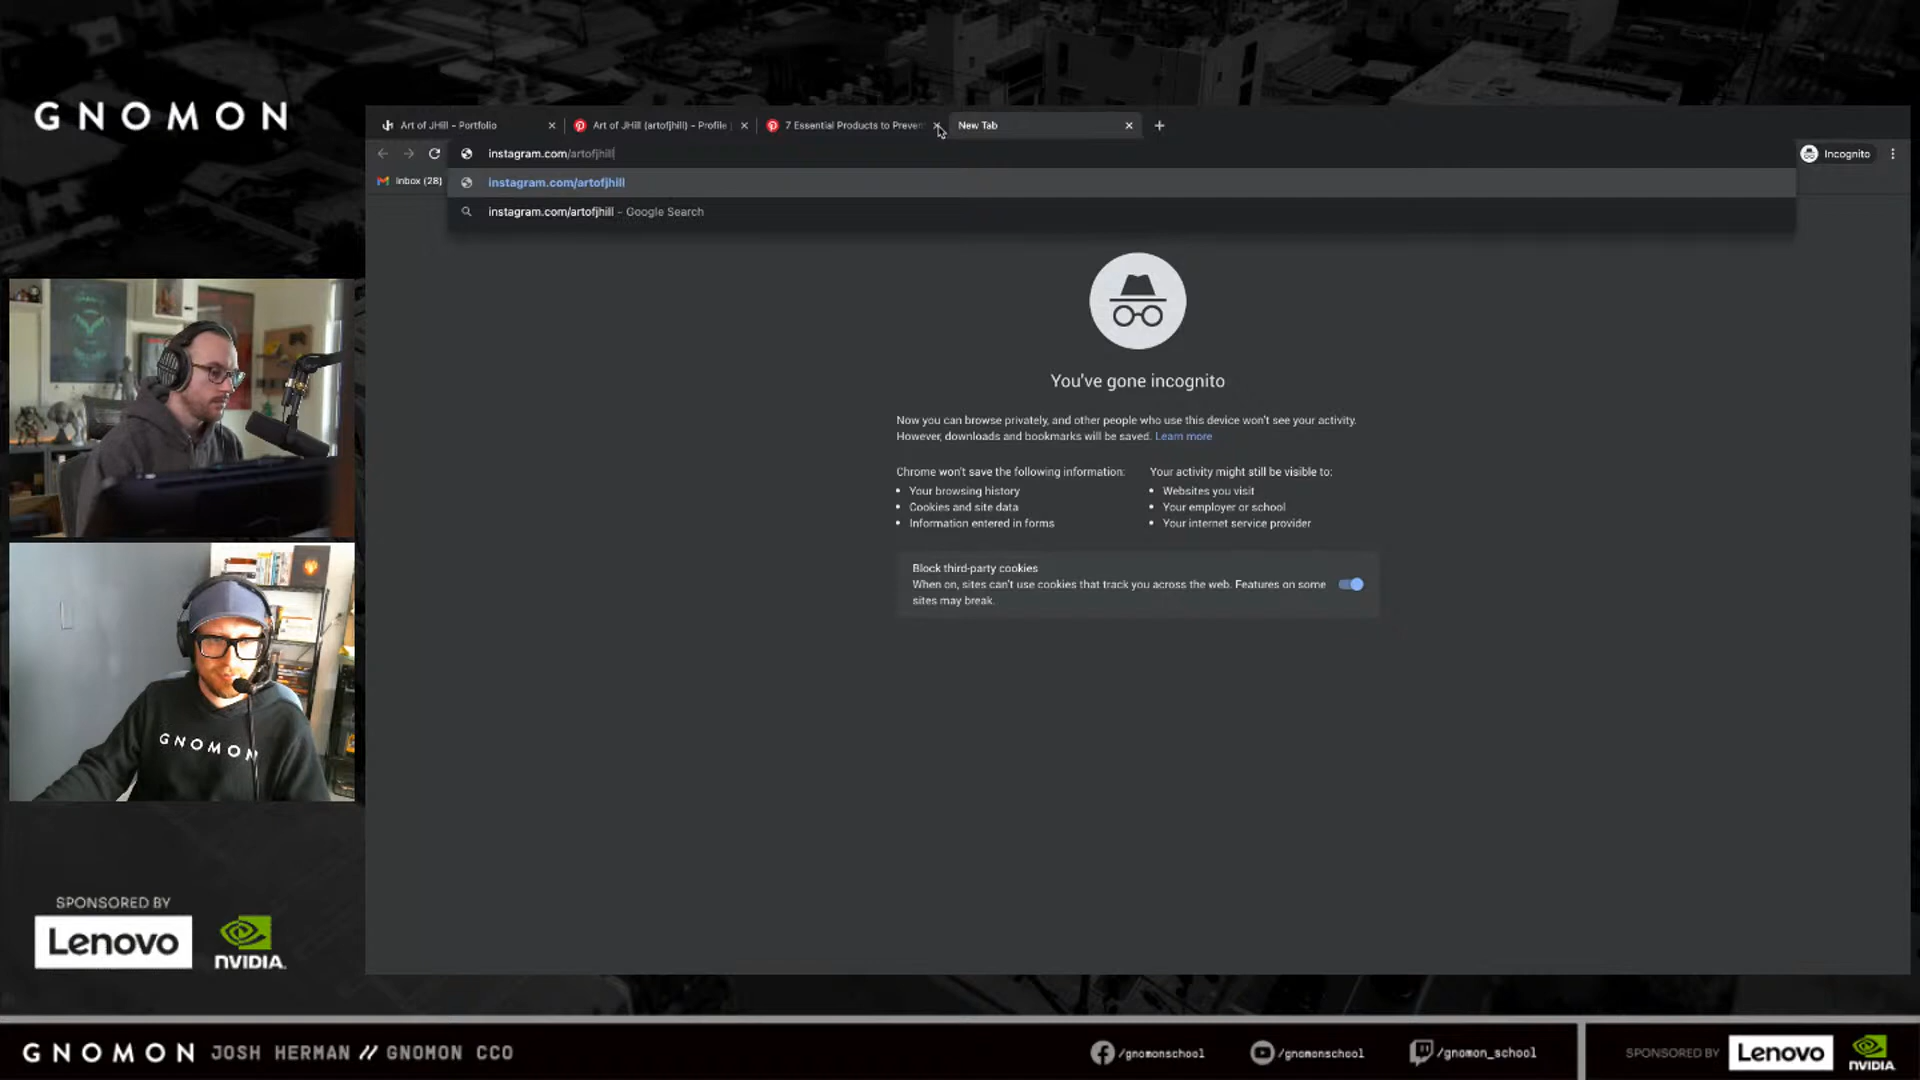 GNOMON
Art of JHill – Portfolio
Art of JHill (artofjhill) – Profile
7 Essential Products to Preven
New Tab
instagram.com/artofjhill
Incognito
Inbox (28)
instagram.com/artofjhill
instagram.com/artofjhill – Google Search
You've gone incognito
Now you can browse privately, and other people who use this device won't see your activity.
However, downloads and bookmarks will be saved. Learn more
Chrome won't save the following information:
• Your browsing history
• Cookies and site data
• Information entered in forms
Your activity might still be visible to:
• Websites you visit
• Your employer or school
• Your internet service provider
Block third-party cookies
When on, sites can't use cookies that track you across the web. Features on some
sites may break.
GNOMON
SPONSORED BY
Lenovo
NVIDIA.
GNOMON JOSH HERMAN // GNOMON CCO
/gnomonschool
/gnomonschool
/gnomon_school
SPONSORED BY
Lenovo
NVIDIA.